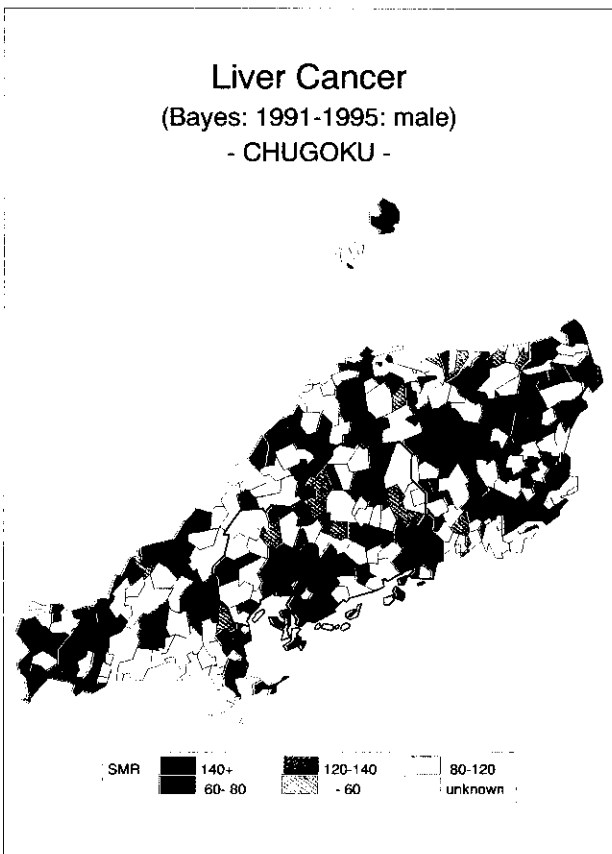 Liver Cancer
(Bayes: 1991-1995: male)
- CHUGOKU -
SMR 140+ 120-140 80-120
60- 80 - 60 unknown